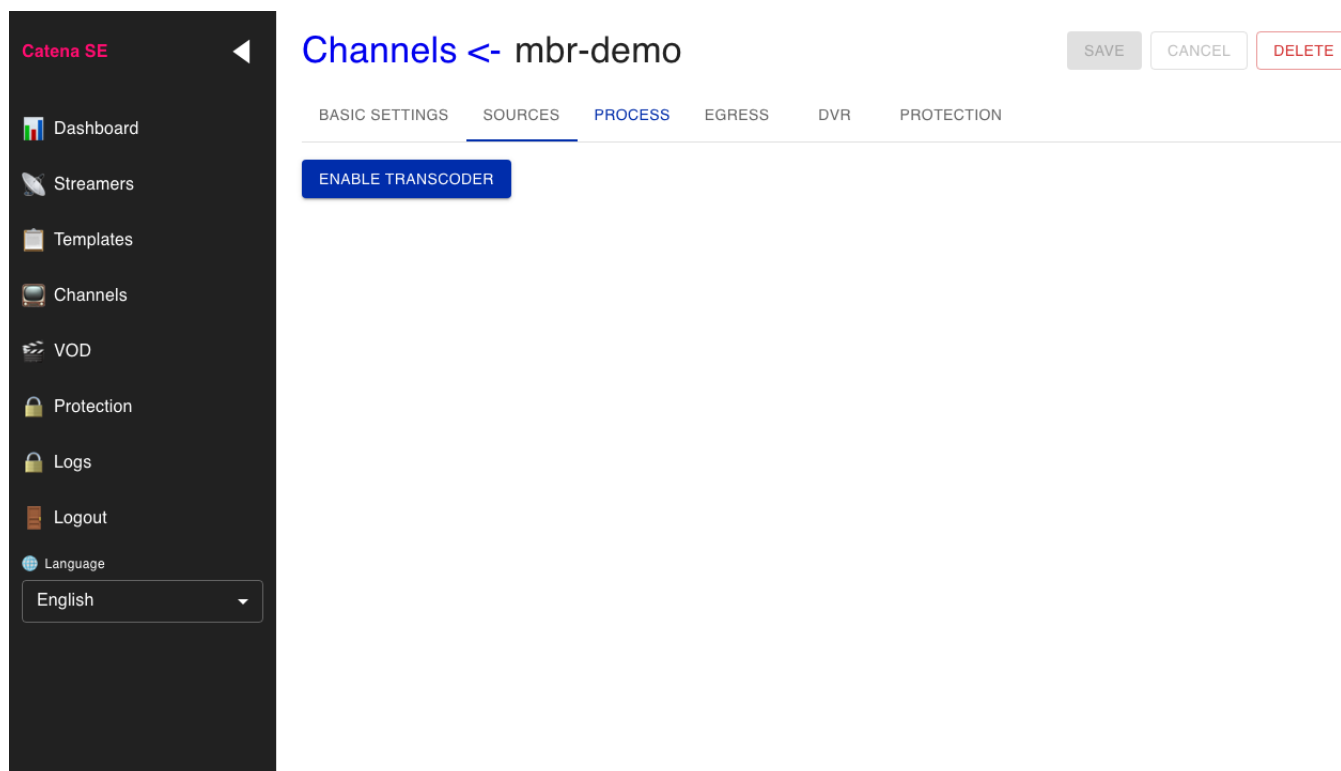 Catena SE
Dashboard
Streamers
Templates
Channels
VOD
Protection
Logs
Logout
Language
English
Channels <- mbr-demo
SAVE CANCEL DELETE
BASIC SETTINGS SOURCES PROCESS EGRESS DVR PROTECTION
ENABLE TRANSCODER